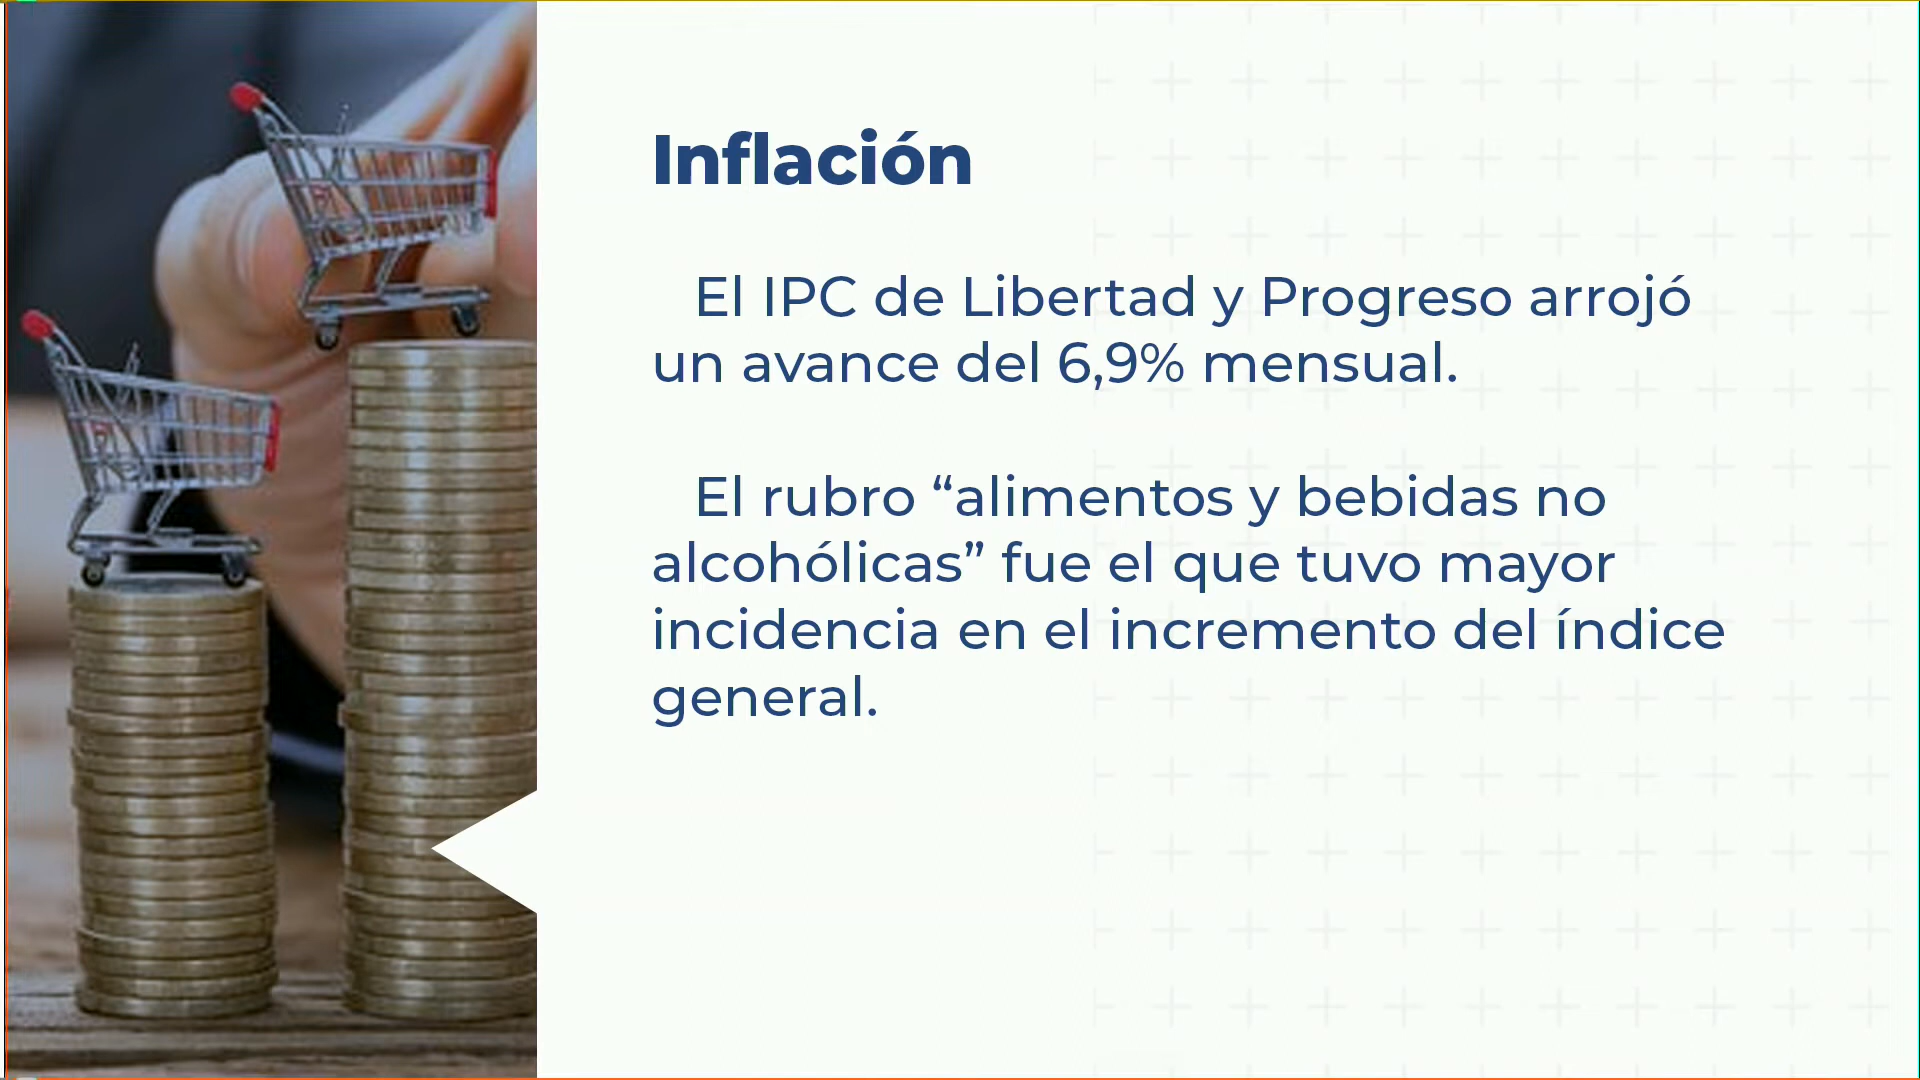 Inflación
El IPC de Libertad y Progreso arrojó
un avance del 6,9% mensual.
El rubro “alimentos y bebidas no
alcohólicas” fue el que tuvo mayor
incidencia en el incremento del índice
general.